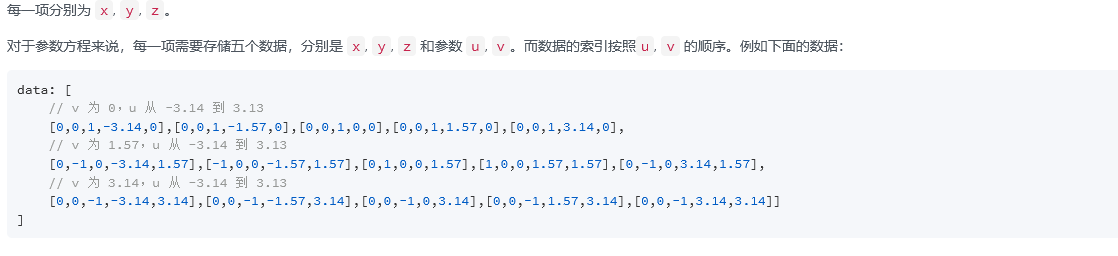 每一项分别为 x, y, z 。
对于参数方程来说，每一项需要存储五个数据，分别是 x, y, z 和参数 u, v。而数据的索引按照u, v 的顺序。例如下面的数据：
data: [
    // v 为 0，u 从 -3.14 到 3.13
    [0,0,1,-3.14,0],[0,0,1,-1.57,0],[0,0,1,0,0],[0,0,1,1.57,0],[0,0,1,3.14,0],
    // v 为 1.57，u 从 -3.14 到 3.13
    [0,-1,0,-3.14,1.57],[-1,0,0,-1.57,1.57],[0,1,0,0,1.57],[1,0,0,1.57,1.57],[0,-1,0,3.14,1.57],
    // v 为 3.14，u 从 -3.14 到 3.13
    [0,0,-1,-3.14,3.14],[0,0,-1,-1.57,3.14],[0,0,-1,0,3.14],[0,0,-1,1.57,3.14],[0,0,-1,3.14,3.14]]
]